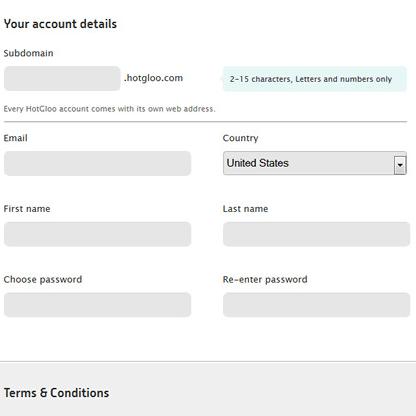 Your account details
Subdomain
.hotgloo.com
2-15 characters, Letters and numbers only
Every HotGloo account comes with its own web address.
Email
Country
United States
First name
Last name
Choose password
Re-enter password
Terms & Conditions